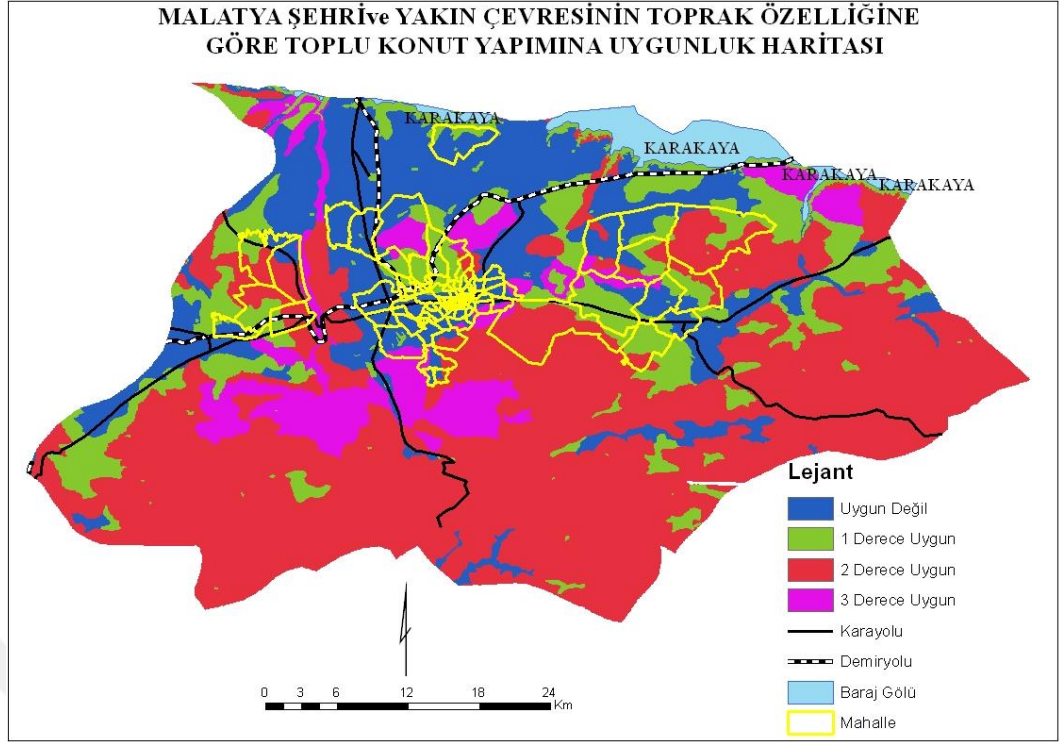 MALATYA ŞEHRİve YAKIN ÇEVRESİNİN TOPRAK ÖZELLİĞİNE
GÖRE TOPLU KONUT YAPIMINA UYGUNLUK HARİTASI
KARAKAYA
KARAKAYA
KARAKAYA
KARAKAYA
Lejant
Uygun Değil
1 Derece Uygun
2 Derece Uygun
3 Derece Uygun
Karayolu
Demiryolu
Baraj Gölü
Mahalle
0 3 6 12 18 24
Km